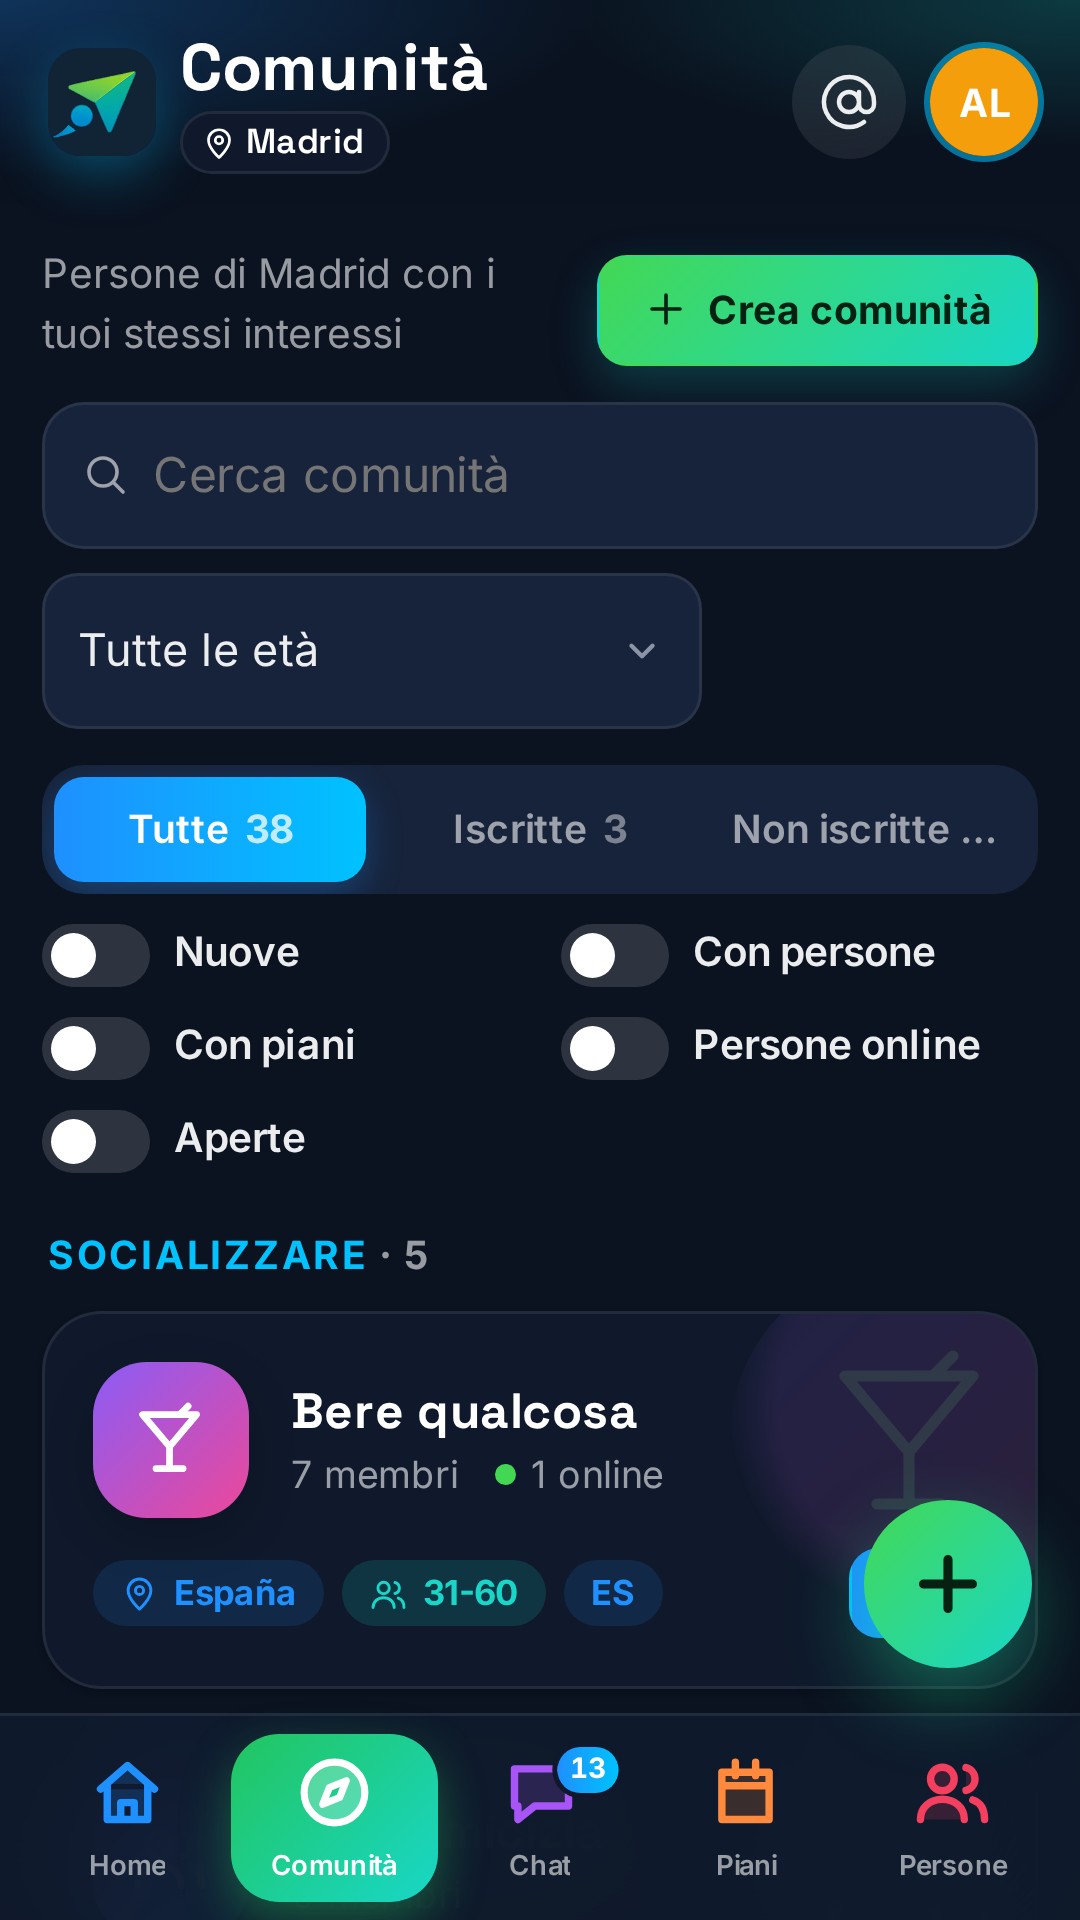 Comunità
Madrid
AL
Persone di Madrid con i
tuoi stessi interessi
Crea comunità
Cerca comunità
Tutte le età
Tutte 38
Iscritte 3
Non iscritte ...
Nuove
Con persone
Con piani
Persone online
Aperte
SOCIALIZZARE · 5
Bere qualcosa
7 membri
1 online
España
31-60
ES
13
Home
Comunità
Chat
Piani
Persone